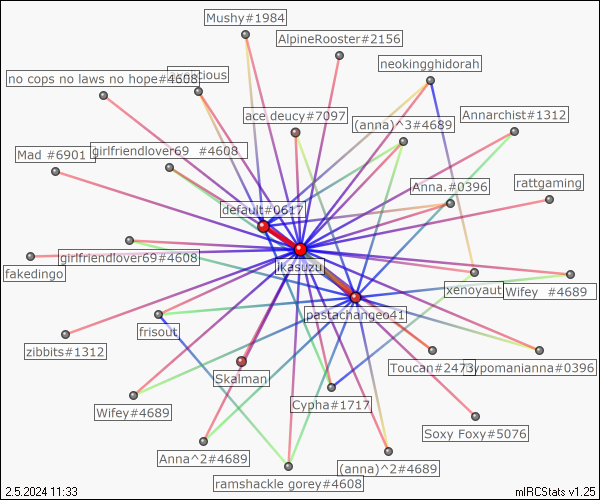 Mushy#1984
AlpineRooster#2156
neokingghidorah
no cops no laws no hope#4608
ace deucy#7097
(anna)^3#4689
Annarchist#1312
Mad #6901
girlfriendlover69 #4608
Anna.#0396
rattgaming
default#0617
girlfriendlover69#4608
ikasuzu
fakedingo
xenoyaut
Wifey #4689
pastachangeo41
frisout
zibbits#1312
Toucan#2473
ypomanianna#0396
Skalman
Wifey#4689
Cypha#1717
Soxy Foxy#5076
Anna^2#4689
(anna)^2#4689
ramshackle gorey#4608
2.5.2024 11:33
mIRCStats v1.25